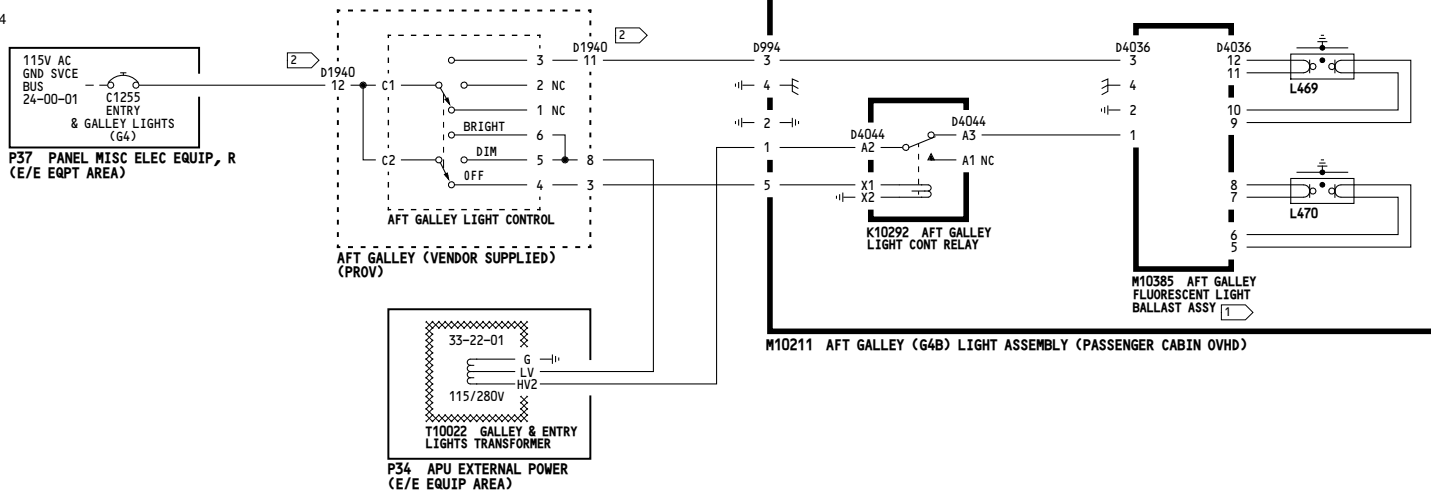 4
115V AC
GND SVCE
BUS
24-00-01
C1255
ENTRY
& GALLEY LIGHTS
(G4)
P37 PANEL MISC ELEC EQUIP, R
(E/E EQPT AREA)
2
D1940
12
C1
C2
3
2 NC
1 NC
BRIGHT 6
DIM 5
OFF 4
AFT GALLEY LIGHT CONTROL
AFT GALLEY (VENDOR SUPPLIED)
(PROV)
D1940
11
8
3
2
33-22-01
G
LV
HV2
115/280V
T10022 GALLEY & ENTRY
LIGHTS TRANSFORMER
P34 APU EXTERNAL POWER
(E/E EQUIP AREA)
D994
3
4
2
1
5
D4044
A2
X1
X2
D4044
A3
A1 NC
K10292 AFT GALLEY
LIGHT CONT RELAY
D4036
3
4
2
1
D4036
12
11
10
9
8
7
6
5
L469
L470
M10385 AFT GALLEY
FLUORESCENT LIGHT
BALLAST ASSY
1
M10211 AFT GALLEY (G4B) LIGHT ASSEMBLY (PASSENGER CABIN OVHD)